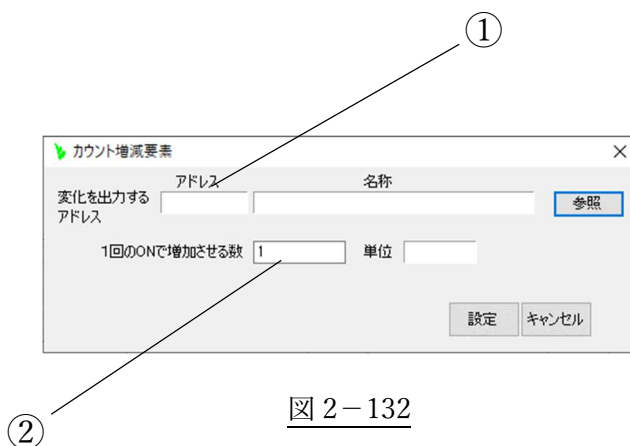 ①
カウント増減要素
アドレス 名称
変化を出力する
アドレス
参照
1回のONで増加させる数 1 単位
設定 キャンセル
②
図 2－132